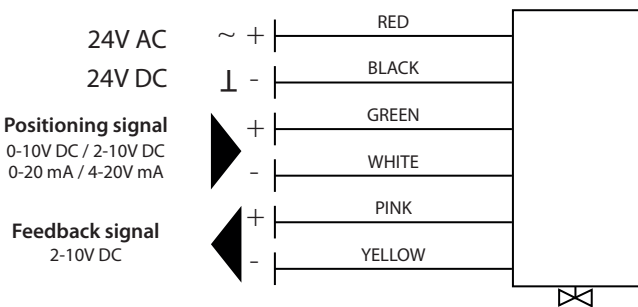 RED
24V AC ~ +
BLACK
24V DC ⊥ -
GREEN
Positioning signal +
0-10V DC / 2-10V DC
WHITE
0-20 mA / 4-20V mA -
PINK
+
Feedback signal
YELLOW
2-10V DC -